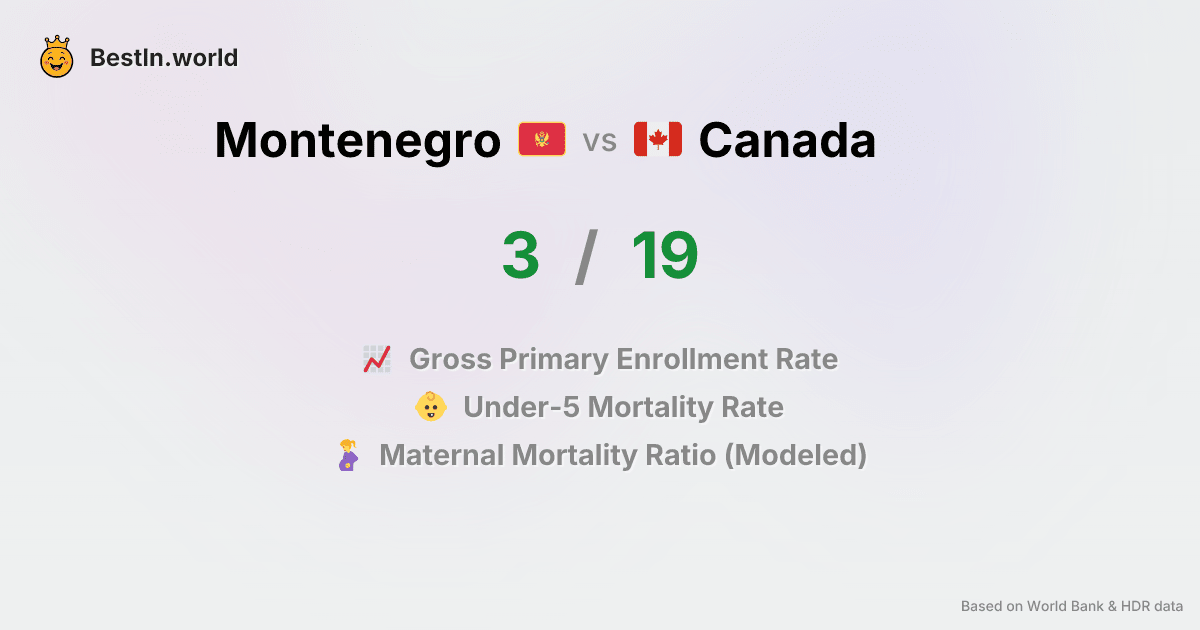 BestIn.world
Montenegro vs Canada
3 / 19
Gross Primary Enrollment Rate
Under-5 Mortality Rate
Maternal Mortality Ratio (Modeled)
Based on World Bank & HDR data